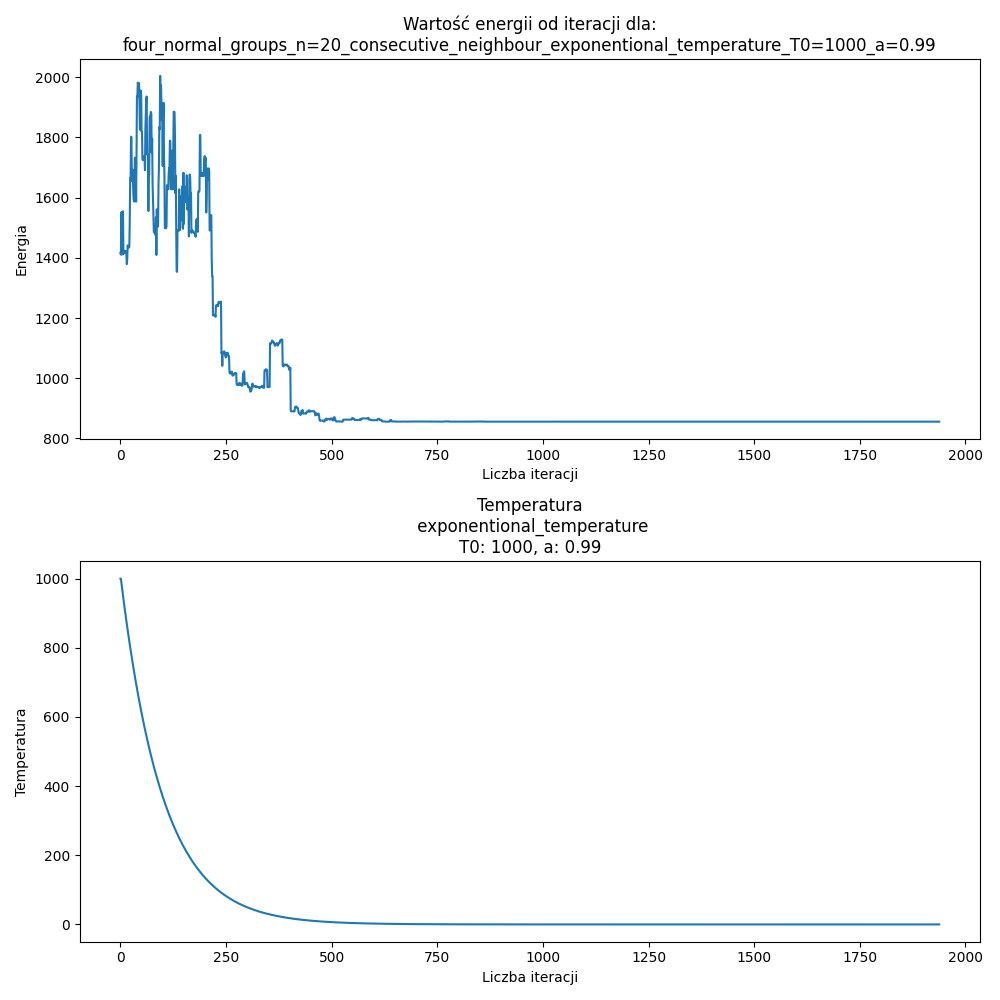 Wartość energii od iteracji dla:
four_normal_groups_n=20_consecutive_neighbour_exponentional_temperature_T0=1000_a=0.99
2000
1800
1600
1400
1200
1000
800
Energia
0 250 500 750 1000 1250 1500 1750 2000
Liczba iteracji
Temperatura
exponentional_temperature
T0: 1000, a: 0.99
1000
800
600
400
200
0
Temperatura
0 250 500 750 1000 1250 1500 1750 2000
Liczba iteracji